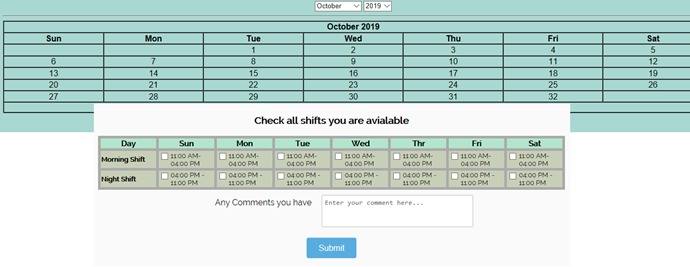 October 2019
October 2019
Sun Mon Tue Wed Thu Fri Sat
1 2 3 4 5
6 7 8 9 10 11 12
13 14 15 16 17 18 19
20 21 22 23 24 25 26
27 28 29 30 31 32
Check all shifts you are avialable
Day Sun Mon Tue Wed Thr Fri Sat
Morning Shift 11:00 AM- 11:00 AM- 11:00 AM- 11:00 AM- 11:00 AM- 11:00 AM- 11:00 AM-
04:00 PM 04:00 PM 04:00 PM 04:00 PM 04:00 PM 04:00 PM 04:00 PM
Night Shift 04:00 PM - 04:00 PM - 04:00 PM - 04:00 PM - 04:00 PM - 04:00 PM - 04:00 PM -
11:00 PM 11:00 PM 11:00 PM 11:00 PM 11:00 PM 11:00 PM 11:00 PM
Any Comments you have Enter your comment here...
Submit